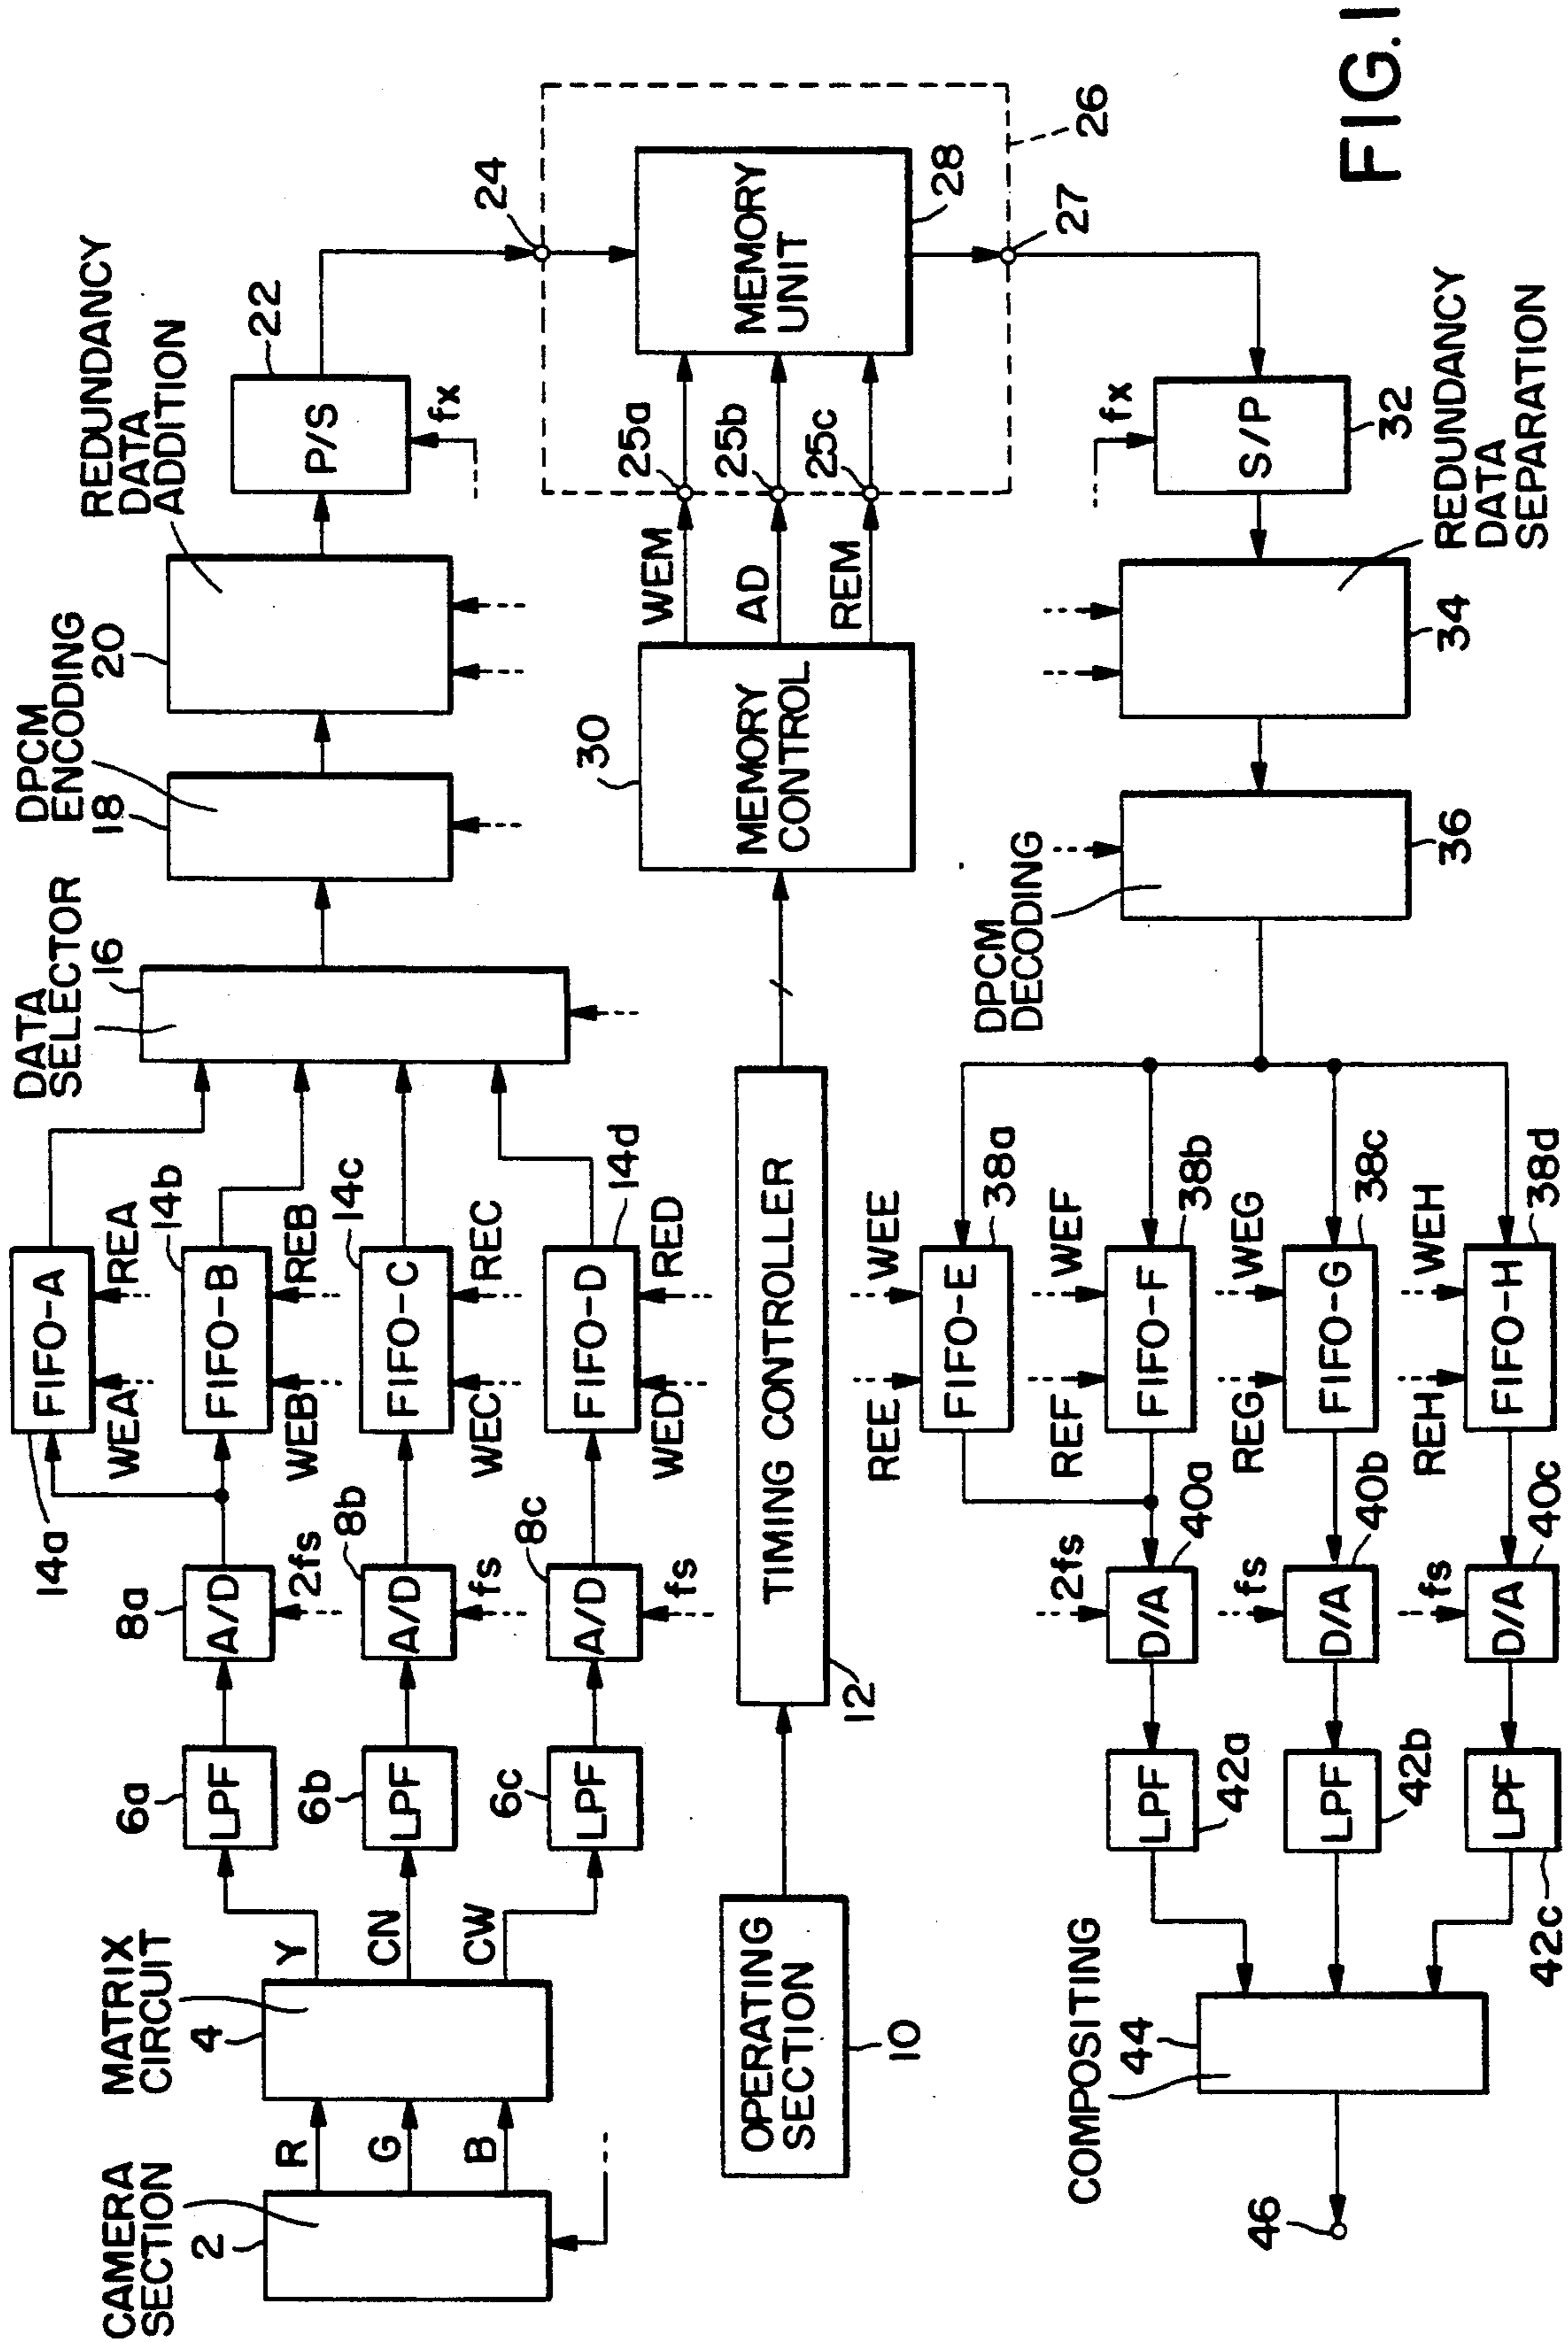 CAMERA
SECTION
2
R
G
B
MATRIX
CIRCUIT
4
Y
CN
CW
6a
LPF
6b
LPF
6c
LPF
8a
A/D
2fs
8b
A/D
fs
8c
A/D
fs
14a
FIFO-A
WEA
REA
14b
FIFO-B
WEB
REB
14c
FIFO-C
WEC
REC
14d
FIFO-D
WED
RED
DATA
SELECTOR
16
DPCM
ENCODING
18
REDUNDANCY
DATA
ADDITION
20
22
P/S
fx
24
OPERATING
SECTION
10
TIMING CONTROLLER
12
30
MEMORY
CONTROL
WEM
AD
REM
25a
25b
25c
MEMORY
UNIT
28
26
27
fx
S/P
32
REDUNDANCY
DATA
SEPARATION
34
DPCM
DECODING
36
REE
WEE
FIFO-E
38a
REF
WEF
FIFO-F
38b
REG
WEG
FIFO-G
38c
REH
WEH
FIFO-H
38d
2fs
D/A
40a
fs
D/A
40b
fs
D/A
40c
LPF
42a
LPF
42b
LPF
42c
COMPOSITING
44
46
FIG.1